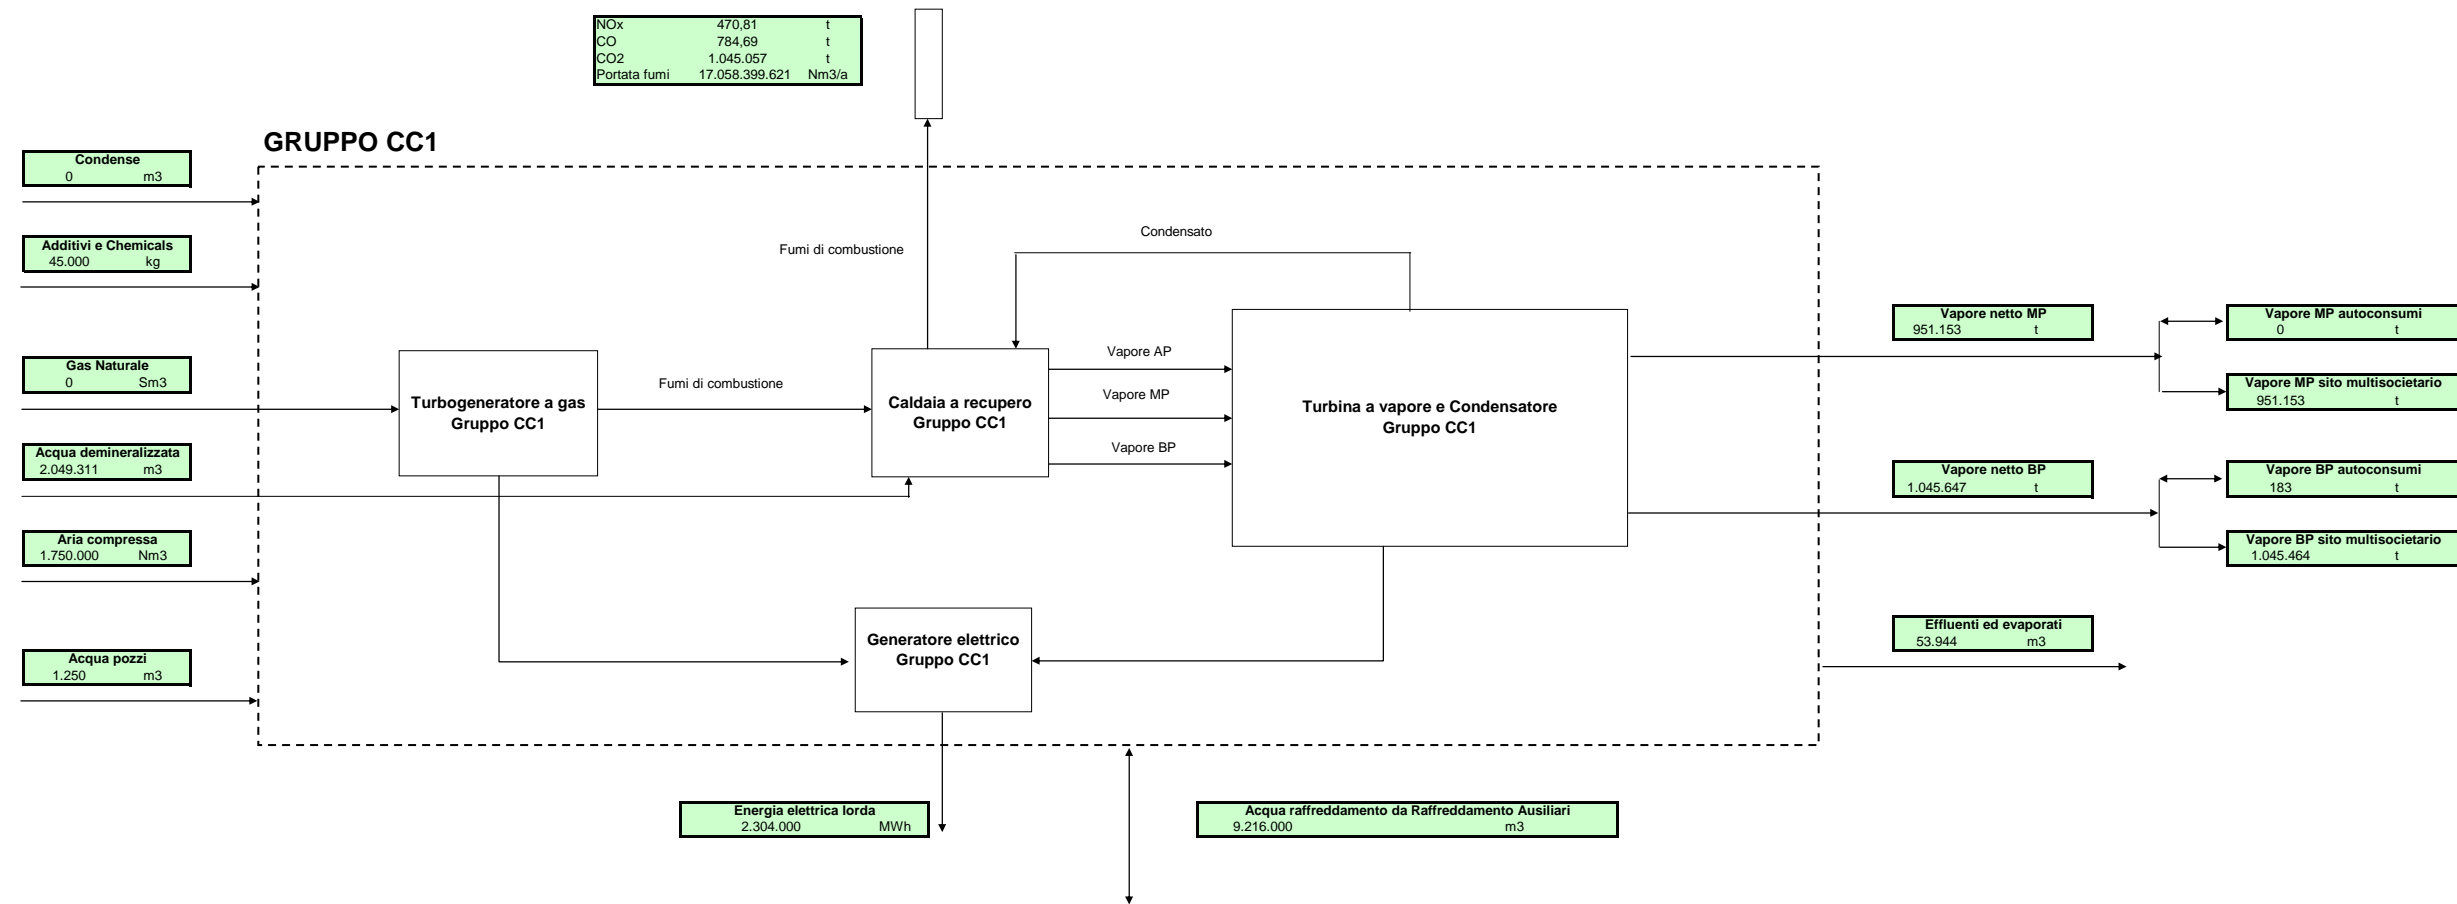 NOx 470,81 t
CO 784,69 t
CO2 1.045.057 t
Portata fumi 17.058.399.621 Nm3/a
GRUPPO CC1
Condense
0 m3
Additivi e Chemicals
45.000 kg
Gas Naturale
0 Sm3
Acqua demineralizzata
2.049.311 m3
Aria compressa
1.750.000 Nm3
Acqua pozzi
1.250 m3
Turbogeneratore a gas
Gruppo CC1
Fumi di combustione
Fumi di combustione
Caldaia a recupero
Gruppo CC1
Condensato
Vapore AP
Vapore MP
Vapore BP
Turbina a vapore e Condensatore
Gruppo CC1
Generatore elettrico
Gruppo CC1
Vapore netto MP
951.153 t
Vapore MP autoconsumi
0 t
Vapore MP sito multisocietario
951.153 t
Vapore netto BP
1.045.647 t
Vapore BP autoconsumi
183 t
Vapore BP sito multisocietario
1.045.464 t
Effluenti ed evaporati
53.944 m3
Energia elettrica lorda
2.304.000 MWh
Acqua raffreddamento da Raffreddamento Ausiliari
9.216.000 m3